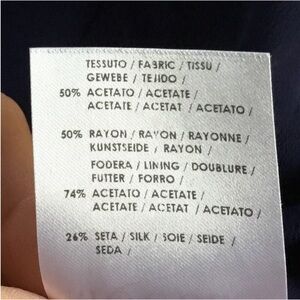 TESSUTO / FABRIC / TISSU /
GEWEBE / TEJIDO /
50% ACETATO / ACETATE /
ACETATE / ACETAT / ACETATO /
50% RAYON / RAYON / RAYONNE /
KUNSTSEIDE / RAYON /
FODERA / LINING / DOUBLURE /
FUTTER / FORRO /
74% ACETATO / ACETATE /
ACETATE / ACETAT / ACETATO /
26% SETA / SILK / SOIE / SEIDE /
SEDA /